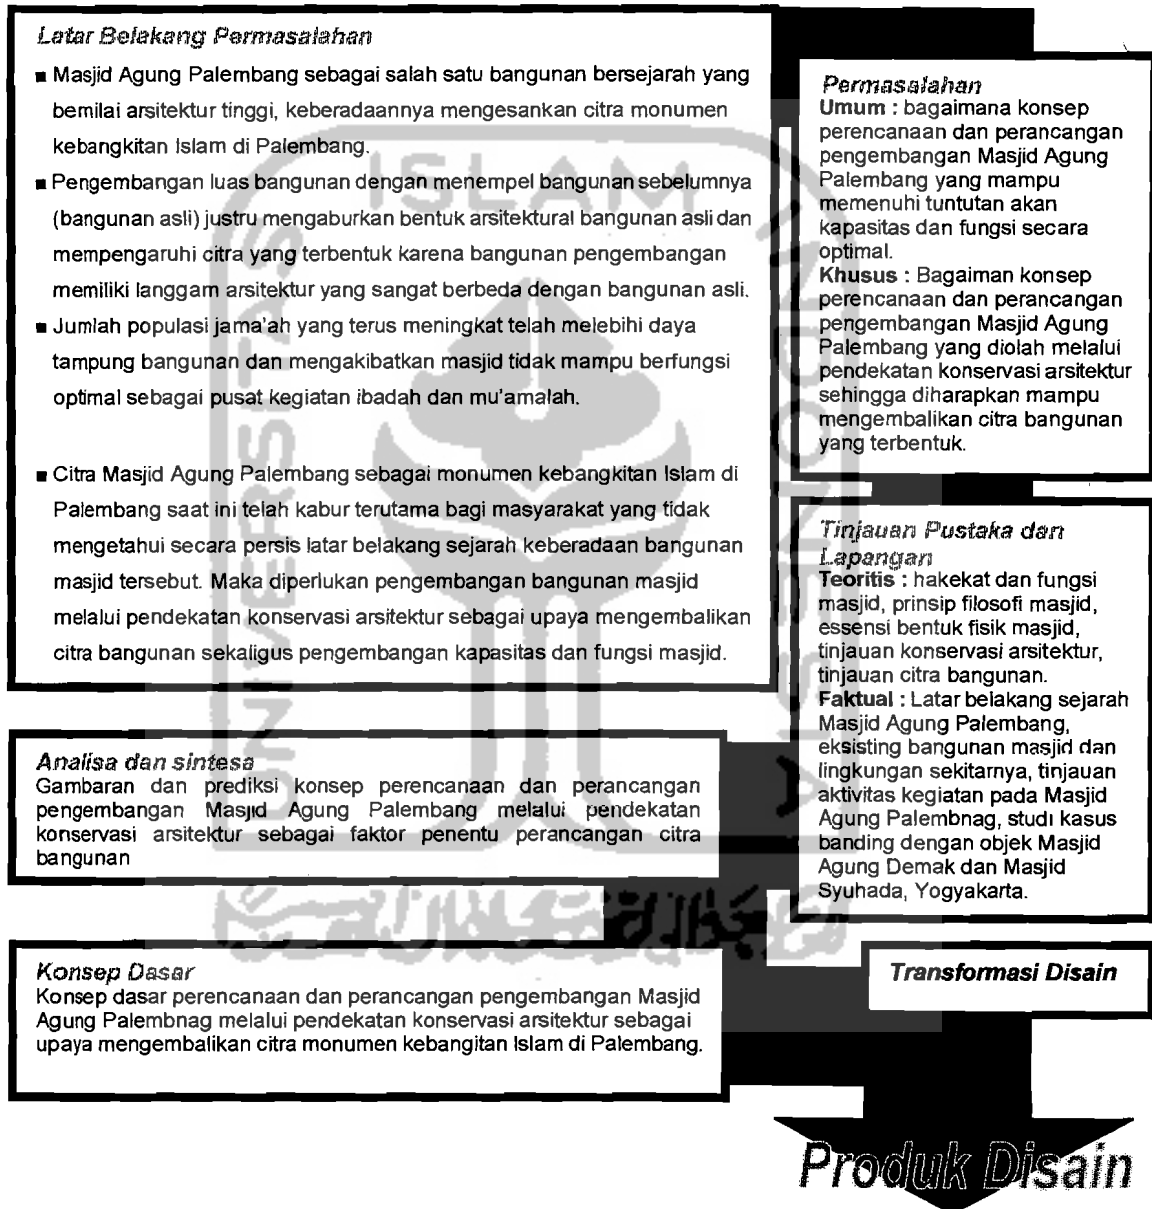 Latar Belakang Permasalahan
■ Masjid Agung Palembang sebagai salah satu bangunan bersejarah yang
bernilai arsitektur tinggi, keberadaannya mengesankan citra monumen
kebangkitan Islam di Palembang.
■ Pengembangan luas bangunan dengan menempel bangunan sebelumnya
(bangunan asli) justru mengaburkan bentuk arsitektural bangunan asli dan
mempengaruhi citra yang terbentuk karena bangunan pengembangan
memiliki langgam arsitektur yang sangat berbeda dengan bangunan asli.
■ Jumlah populasi jama'ah yang terus meningkat telah melebihi daya
tampung bangunan dan mengakibatkan masjid tidak mampu berfungsi
optimal sebagai pusat kegiatan ibadah dan mu'amalah.
■ Citra Masjid Agung Palembang sebagai monumen kebangkitan Islam di
Palembang saat ini telah kabur terutama bagi masyarakat yang tidak
mengetahui secara persis latar belakang sejarah keberadaan bangunan
masjid tersebut. Maka diperlukan pengembangan bangunan masjid
melalui pendekatan konservasi arsitektur sebagai upaya mengembalikan
citra bangunan sekaligus pengembangan kapasitas dan fungsi masjid.
Permasalahan
Umum : bagaimana konsep
perencanaan dan perancangan
pengembangan Masjid Agung
Palembang yang mampu
memenuhi tuntutan akan
kapasitas dan fungsi secara
optimal.
Khusus : Bagaiman konsep
perencanaan dan perancangan
pengembangan Masjid Agung
Palembang yang diolah melalui
pendekatan konservasi arsitektur
sehingga diharapkan mampu
mengembalikan citra bangunan
yang terbentuk.
Tinjauan Pustaka dan
Lapangan
Teoritis : hakekat dan fungsi
masjid, prinsip filosofi masjid,
essensi bentuk fisik masjid,
tinjauan konservasi arsitektur,
tinjauan citra bangunan.
Faktual : Latar belakang sejarah
Masjid Agung Palembang,
eksisting bangunan masjid dan
lingkungan sekitarnya, tinjauan
aktivitas kegiatan pada Masjid
Agung Palembnag, studi kasus
banding dengan objek Masjid
Agung Demak dan Masjid
Syuhada, Yogyakarta.
Analisa dan sintesa
Gambaran dan prediksi konsep perencanaan dan perancangan
pengembangan Masjid Agung Palembang melalui pendekatan
konservasi arsitektur sebagai faktor penentu perancangan citra
bangunan
Konsep Dasar
Konsep dasar perencanaan dan perancangan pengembangan Masjid
Agung Palembnag melalui pendekatan konservasi arsitektur sebagai
upaya mengembalikan citra monumen kebangitan Islam di Palembang.
Transformasi Disain
Produk Disain
UNIVERSITAS
ISLAM
INDONESIA